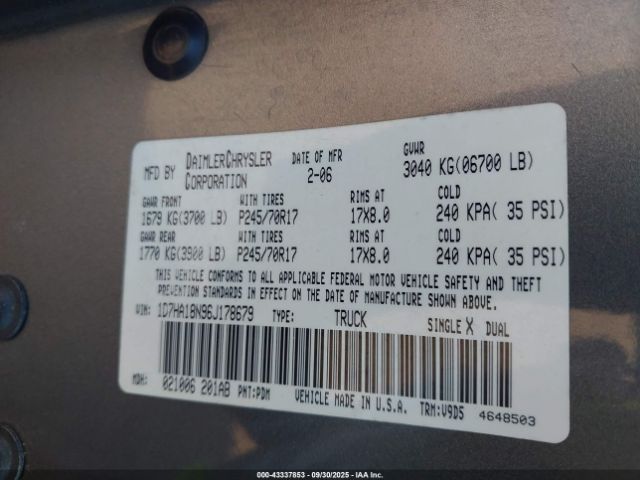 MFD BY DAIMLERCHRYSLER CORPORATION DATE OF MFR 2-06 GVWR 3040 KG(06700 LB)
GAWR FRONT WITH TIRES RIMS AT COLD
1679 KG(3700 LB) P245/70R17 17X8.0 240 KPA( 35 PSI)
GAWR REAR WITH TIRES RIMS AT COLD
1770 KG(3900 LB) P245/70R17 17X8.0 240 KPA( 35 PSI)
THIS VEHICLE CONFORMS TO ALL APPLICABLE FEDERAL MOTOR VEHICLE SAFETY AND THEFT
PREVENTION STANDARDS IN EFFECT ON THE DATE OF MANUFACTURE SHOWN ABOVE.
VIN: 1D7HA18N96J178679 TYPE: TRUCK SINGLE X DUAL
MDH: 021006 201AB PNT:PDM VEHICLE MADE IN U.S.A. TRM:V9D5 4648503
000-43337853 - 09/30/2025 - IAA Inc.